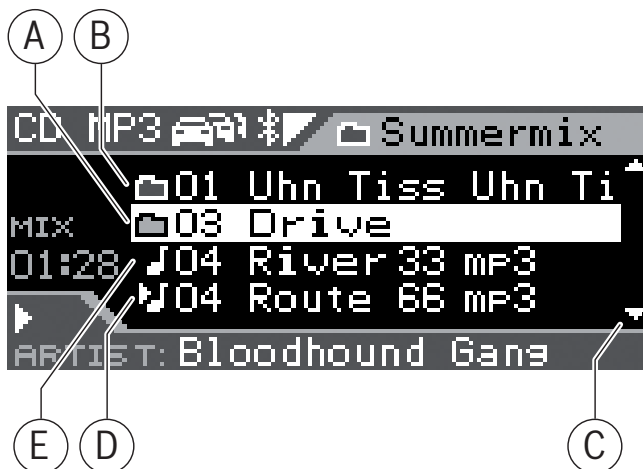 A B
CD MP3 Summermix
01 Uhn Tiss Uhn Ti
MIX 03 Drive
01:28 04 River 33 mp3
04 Route 66 mp3
ARTIST: Bloodhound Gang
E D C